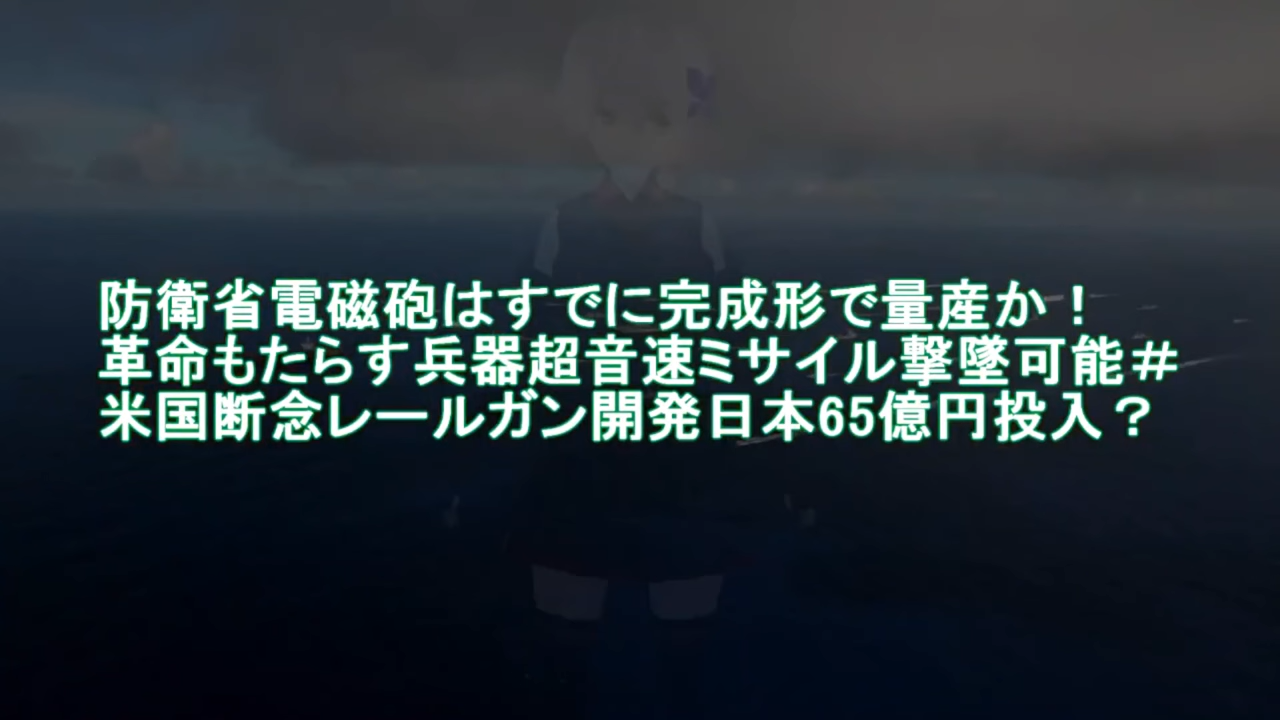 防衛省電磁砲はすでに完成形で量産か！
革命もたらす兵器超音速ミサイル撃墜可能＃
米国断念レールガン開発日本65億円投入？